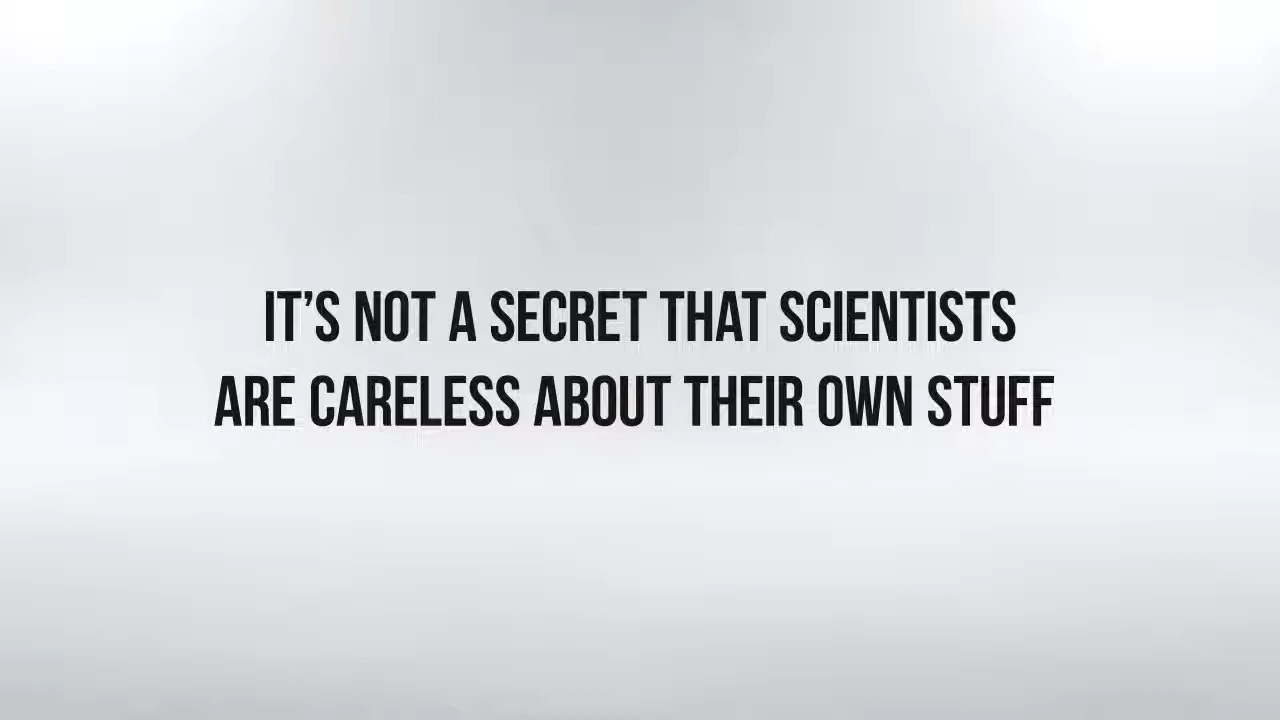 IT’S NOT A SECRET THAT SCIENTISTS
ARE CARELESS ABOUT THEIR OWN STUFF